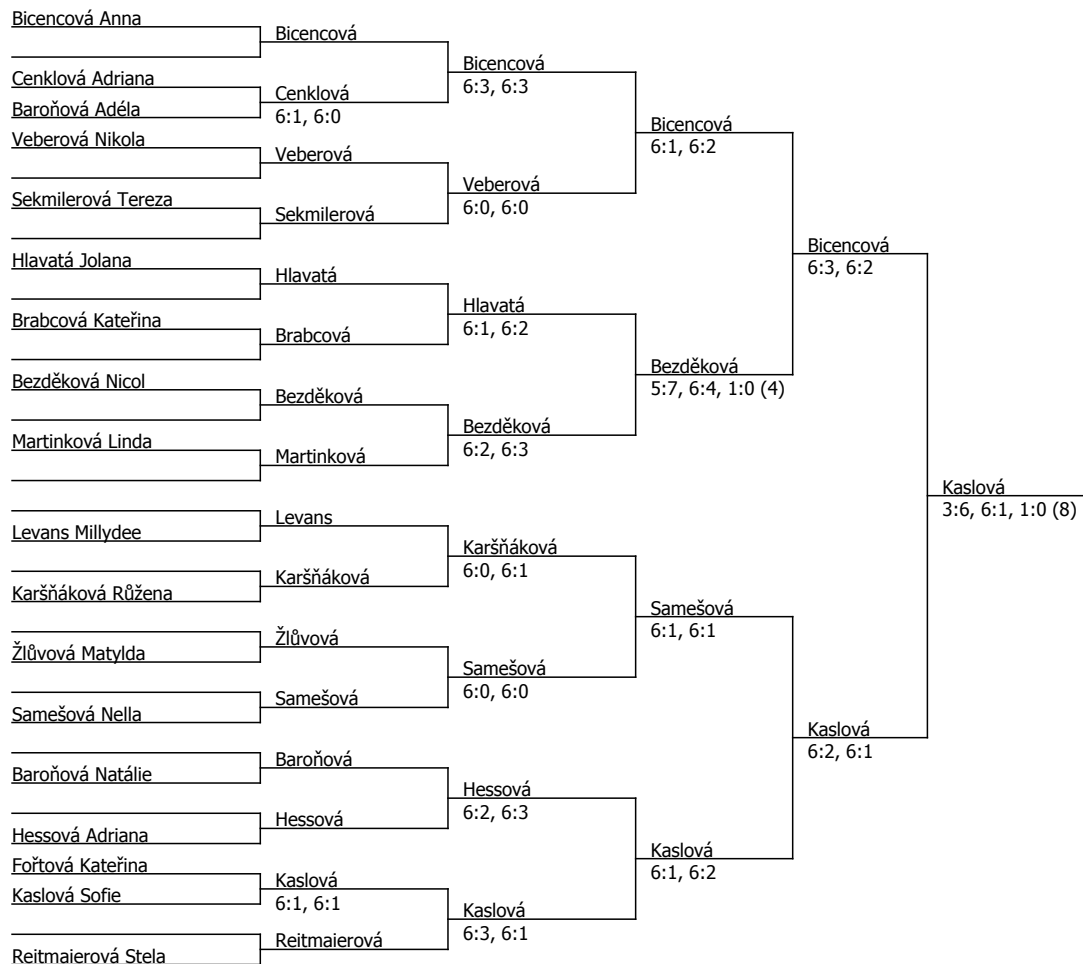 Bicencová Anna
Cenklová Adriana
Baroňová Adéla
Veberová Nikola
Sekmilerová Tereza
Hlavatá Jolana
Brabcová Kateřina
Bezděková Nicol
Martinková Linda
Levans Millydee
Karšňáková Růžena
Žlůvová Matylda
Samešová Nella
Baroňová Natálie
Hessová Adriana
Fořtová Kateřina
Kaslová Sofie
Reitmaierová Stela
Bicencová
Cenklová
6:1, 6:0
Veberová
Sekmilerová
Hlavatá
Brabcová
Bezděková
Martinková
Levans
Karšňáková
Žlůvová
Samešová
Baroňová
Hessová
Kaslová
6:1, 6:1
Reitmaierová
Bicencová
6:3, 6:3
Veberová
6:0, 6:0
Hlavatá
6:1, 6:2
Bezděková
6:2, 6:3
Karšňáková
6:0, 6:1
Samešová
6:0, 6:0
Hessová
6:2, 6:3
Kaslová
6:3, 6:1
Bicencová
6:1, 6:2
Bezděková
5:7, 6:4, 1:0 (4)
Samešová
6:1, 6:1
Kaslová
6:1, 6:2
Bicencová
6:3, 6:2
Kaslová
6:2, 6:1
Kaslová
3:6, 6:1, 1:0 (8)